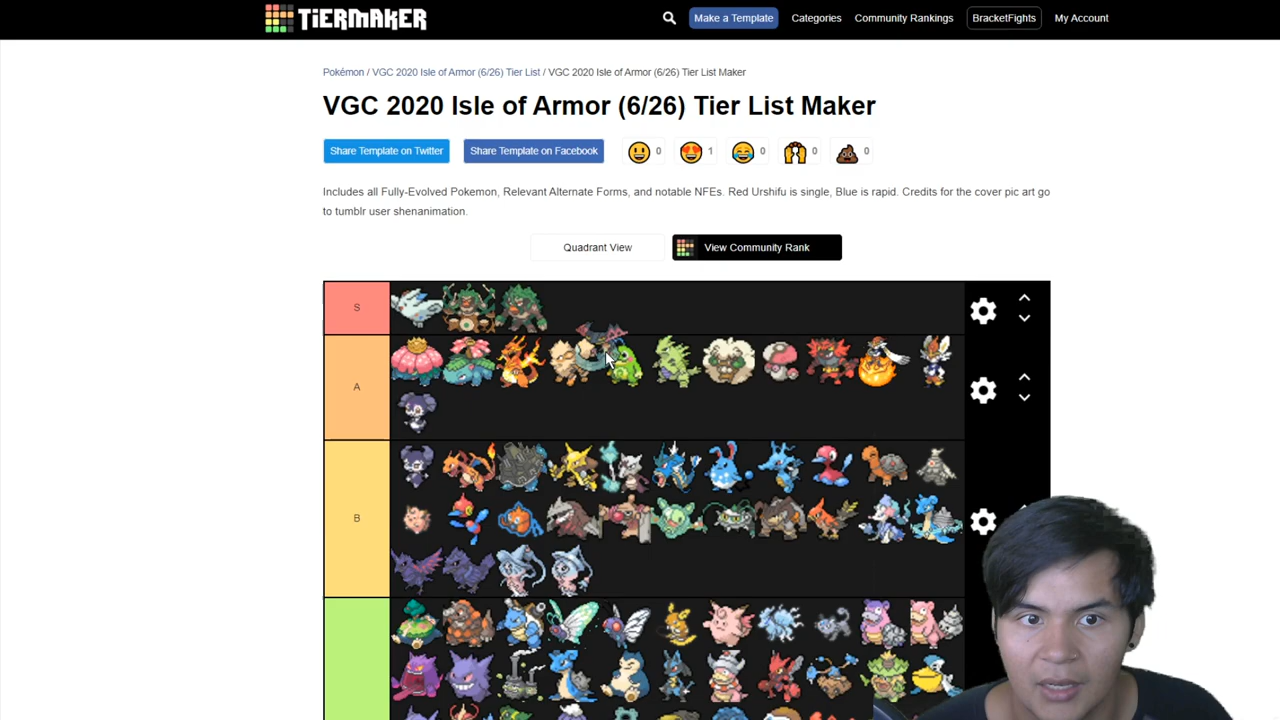 TiERMAKER
Make a Template
Categories
Community Rankings
BracketFights
My Account
Pokémon / VGC 2020 Isle of Armor (6/26) Tier List / VGC 2020 Isle of Armor (6/26) Tier List Maker
VGC 2020 Isle of Armor (6/26) Tier List Maker
Share Template on Twitter
Share Template on Facebook
0
1
0
0
0
Includes all Fully-Evolved Pokemon, Relevant Alternate Forms, and notable NFEs. Red Urshifu is single, Blue is rapid. Credits for the cover pic art go
to tumblr user shenanimation.
Quadrant View
View Community Rank
S
A
B